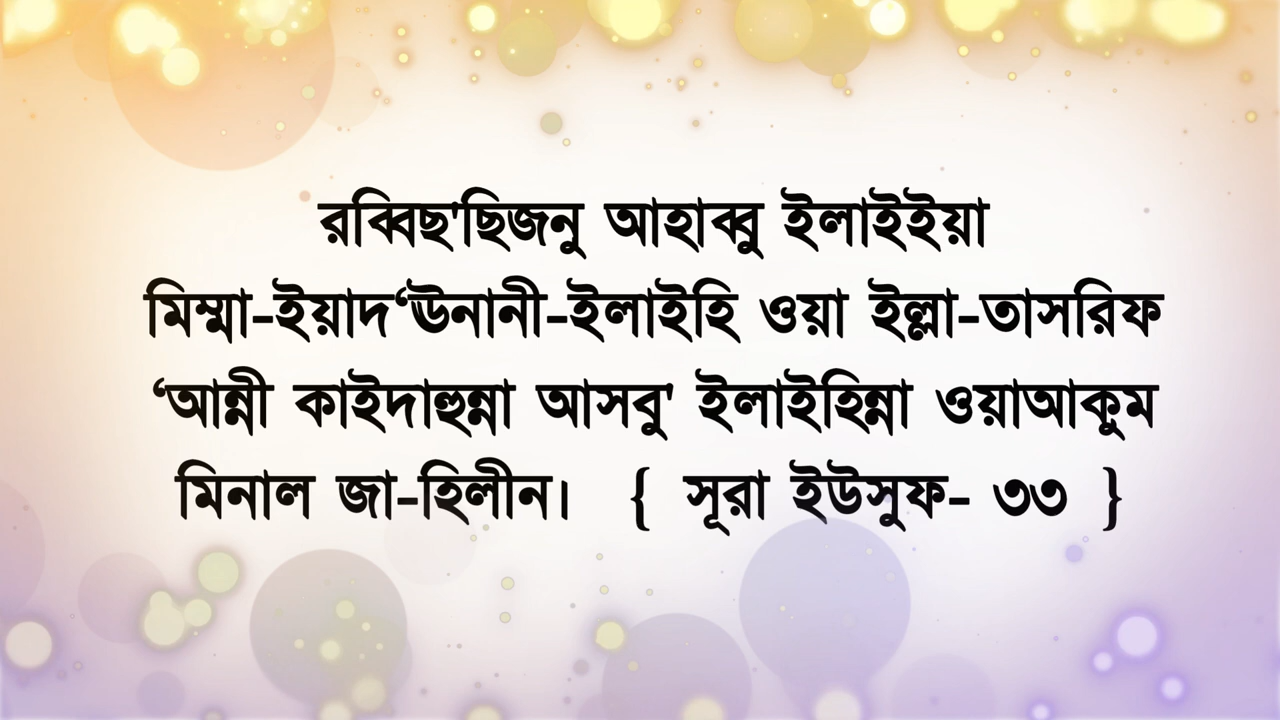 রব্বিছ'ছিজনু আহাব্বু ইলাইইয়া
মিম্মা-ইয়াদ‘ঊনানী-ইলাইহি ওয়া ইল্লা-তাসরিফ
‘আন্নী কাইদাহুন্না আসবু' ইলাইহিন্না ওয়াআকুম
মিনাল জা-হিলীন। { সূরা ইউসুফ- ৩৩ }